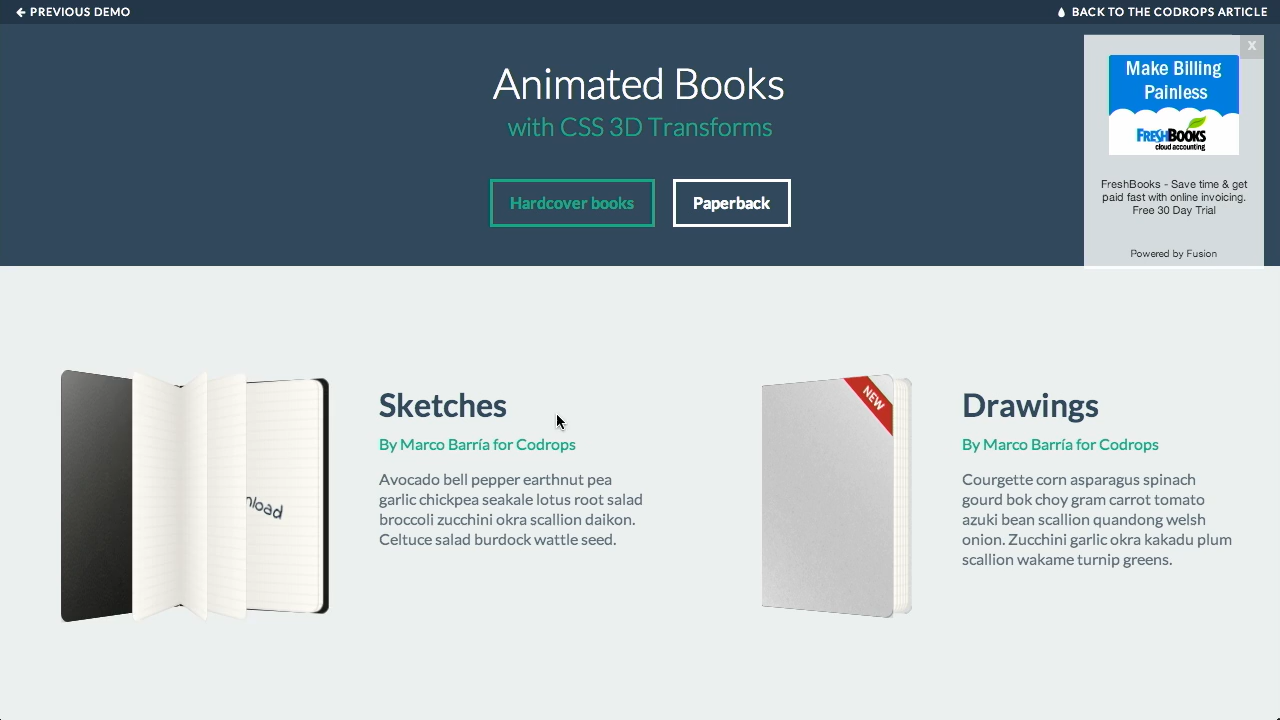 PREVIOUS DEMO
BACK TO THE CODROPS ARTICLE
Animated Books
with CSS 3D Transforms
Hardcover books
Paperback
X
Make Billing
Painless
FRESHBOOKS
cloud accounting
FreshBooks - Save time & get
paid fast with online invoicing.
Free 30 Day Trial
Powered by Fusion
nload
Sketches
By Marco Barría for Codrops
Avocado bell pepper earthnut pea
garlic chickpea seakale lotus root salad
broccoli zucchini okra scallion daikon.
Celtuce salad burdock wattle seed.
NEW
Drawings
By Marco Barría for Codrops
Courgette corn asparagus spinach
gourd bok choy gram carrot tomato
azuki bean scallion quandong welsh
onion. Zucchini garlic okra kakadu plum
scallion wakame turnip greens.